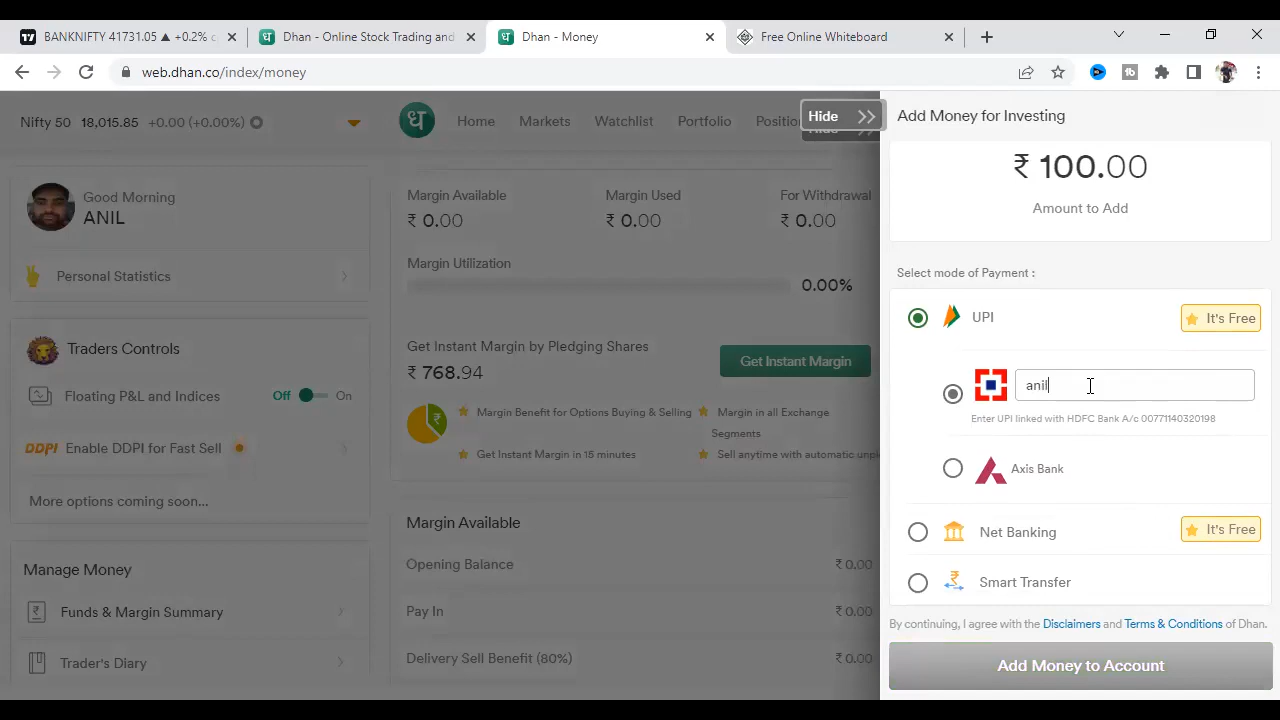 BANKNIFTY 41731.05 ▲ +0.2% c
Dhan - Online Stock Trading and
Dhan - Money
Free Online Whiteboard
web.dhan.co/index/money
Nifty 50 18,015.85 +0.00 (+0.00%)
ध
Home Markets Watchlist Portfolio Position
Hide
Good Morning
ANIL
Personal Statistics
Traders Controls
Floating P&L and Indices Off On
DDPI Enable DDPI for Fast Sell
More options coming soon...
Manage Money
Funds & Margin Summary
Trader's Diary
Margin Available Margin Used For Withdrawal
₹ 0.00 ₹ 0.00 ₹ 0.00
Margin Utilization
0.00%
Get Instant Margin by Pledging Shares
₹ 768.94
Get Instant Margin
Margin Benefit for Options Buying & Selling
Margin in all Exchange
Segments
Get Instant Margin in 15 minutes
Sell anytime with automatic unple
Margin Available
Opening Balance ₹ 0.00
Pay In ₹ 0.00
Delivery Sell Benefit (80%) ₹ 0.00
Add Money for Investing
₹ 100.00
Amount to Add
Select mode of Payment :
UPI It's Free
anil
Enter UPI linked with HDFC Bank A/c 00771140320198
Axis Bank
Net Banking It's Free
Smart Transfer
By continuing, I agree with the Disclaimers and Terms & Conditions of Dhan.
Add Money to Account